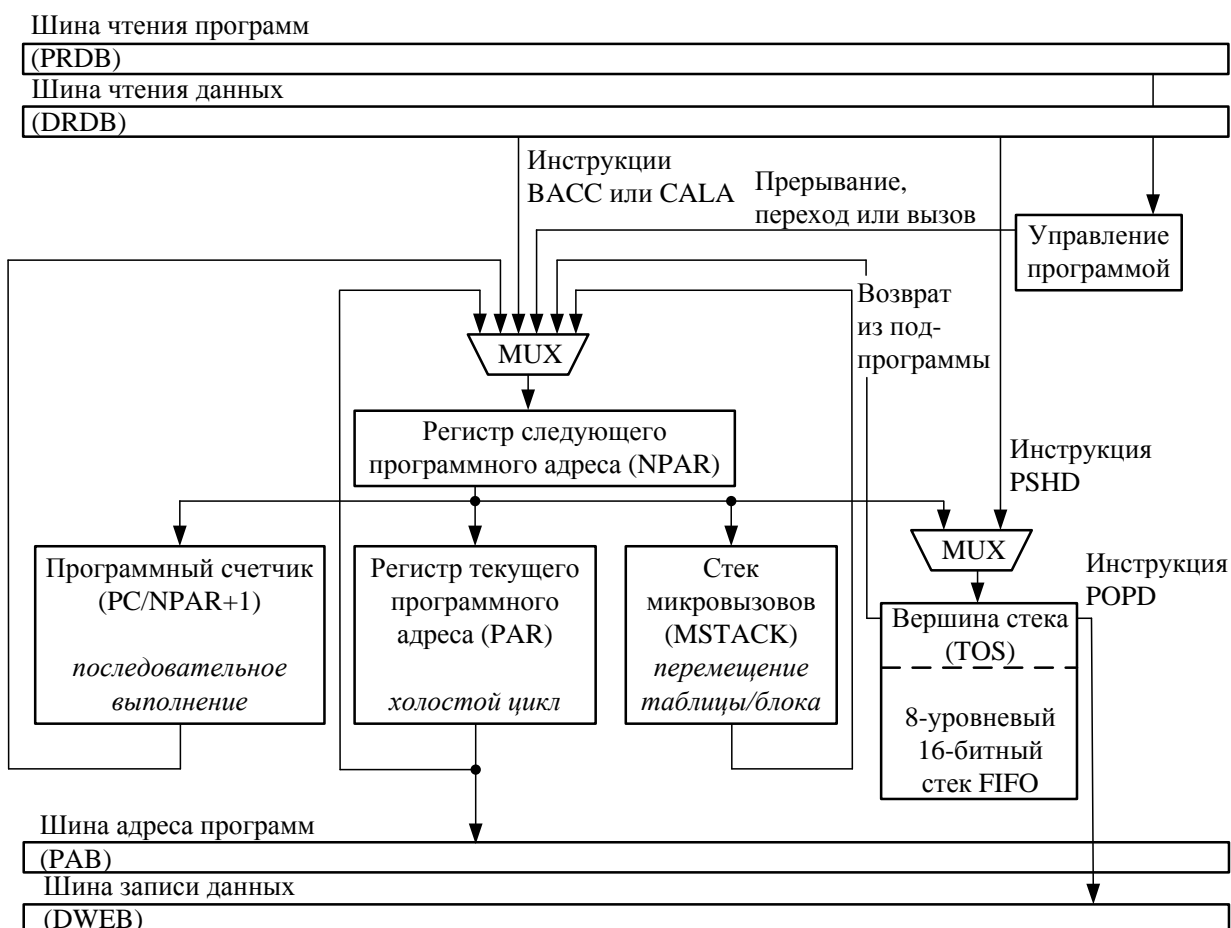 Шина чтения программ
(PRDB)
Шина чтения данных
(DRDB)
Инструкции
BACC или CALA
Прерывание,
переход или вызов
Управление
программой
Возврат
из под-
программы
MUX
Регистр следующего
программного адреса (NPAR)
Инструкция
PSHD
Программный счетчик
(PC/NPAR+1)
последовательное
выполнение
Регистр текущего
программного
адреса (PAR)
холостой цикл
Стек
микровызовов
(MSTACK)
перемещение
таблицы/блока
MUX
Инструкция
POPD
Вершина стека
(TOS)
8-уровневый
16-битный
стек FIFO
Шина адреса программ
(PAB)
Шина записи данных
(DWEB)